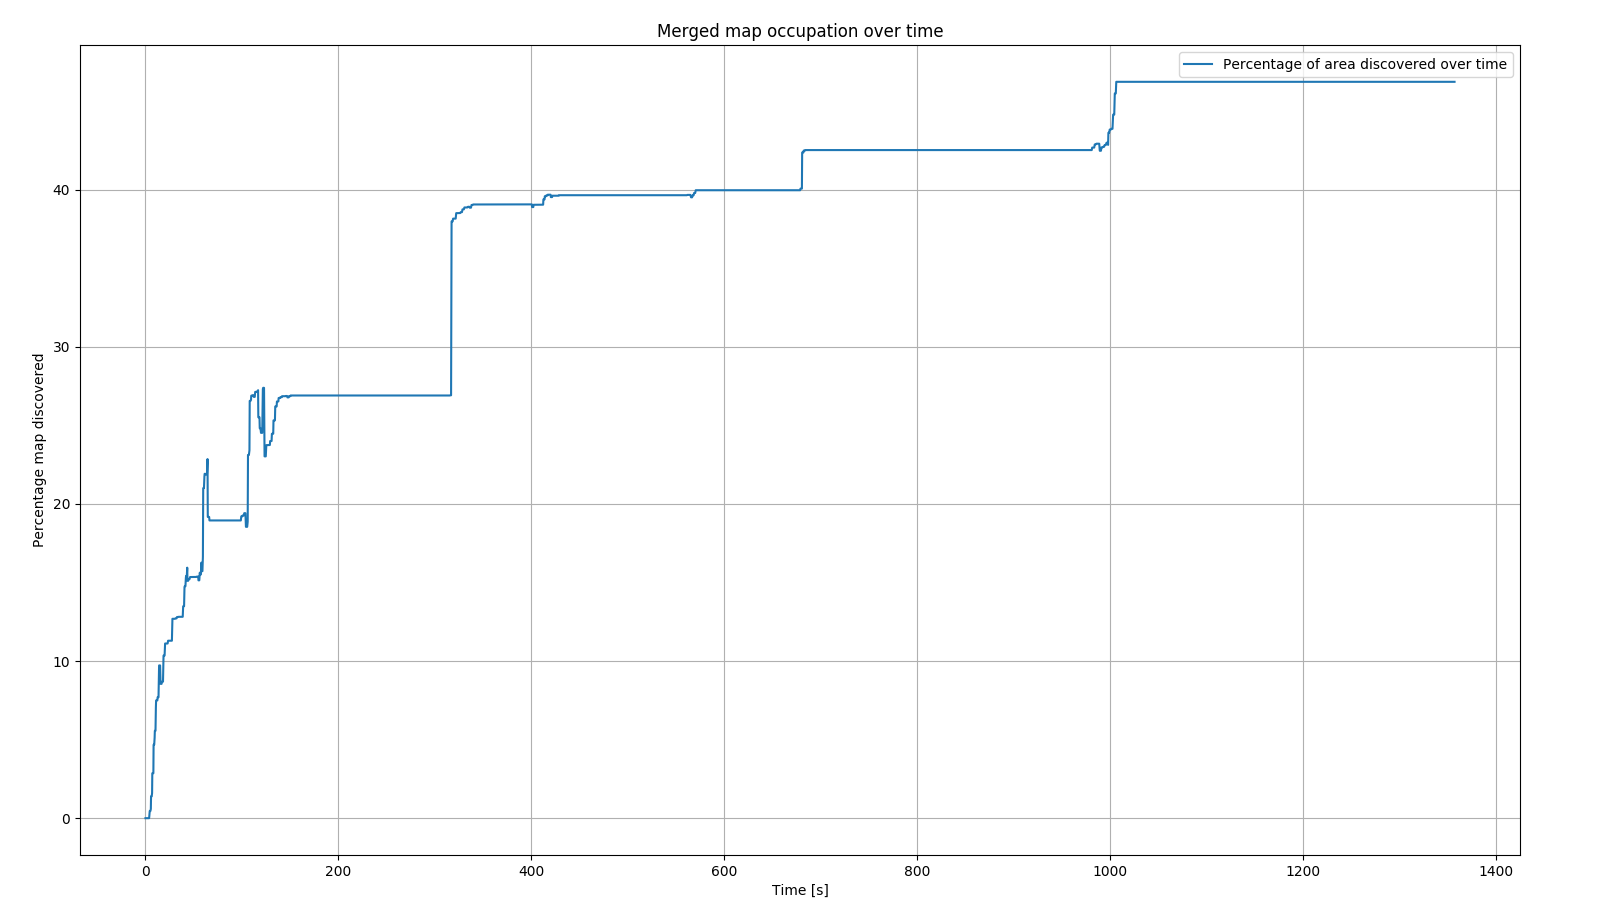 Merged map occupation over time
Percentage of area discovered over time
Percentage map discovered
40
30
20
10
0
0 200 400 600 800 1000 1200 1400
Time [s]